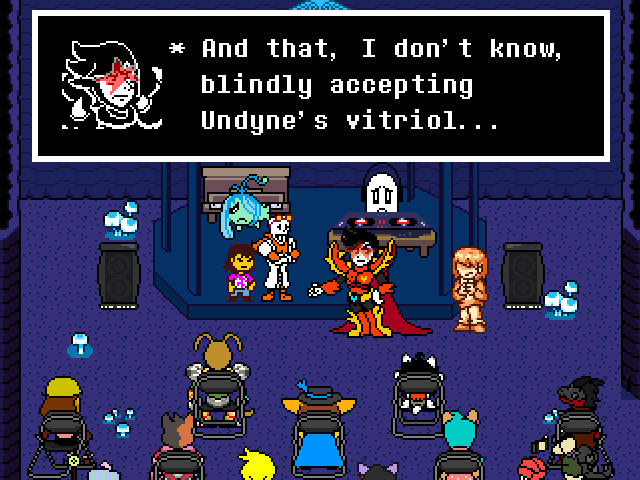 * And that, I don't know,
blindly accepting
Undyne's vitriol...